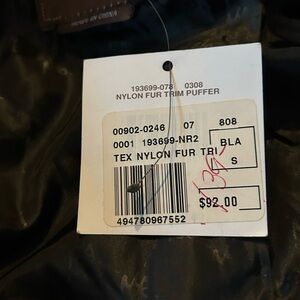 193699-078 0308
NYLON FUR TRIM PUFFER
00902-0246 07 808
0001 193699-NR2 BLA
TEX NYLON FUR TRI S
$92.00
494780967552